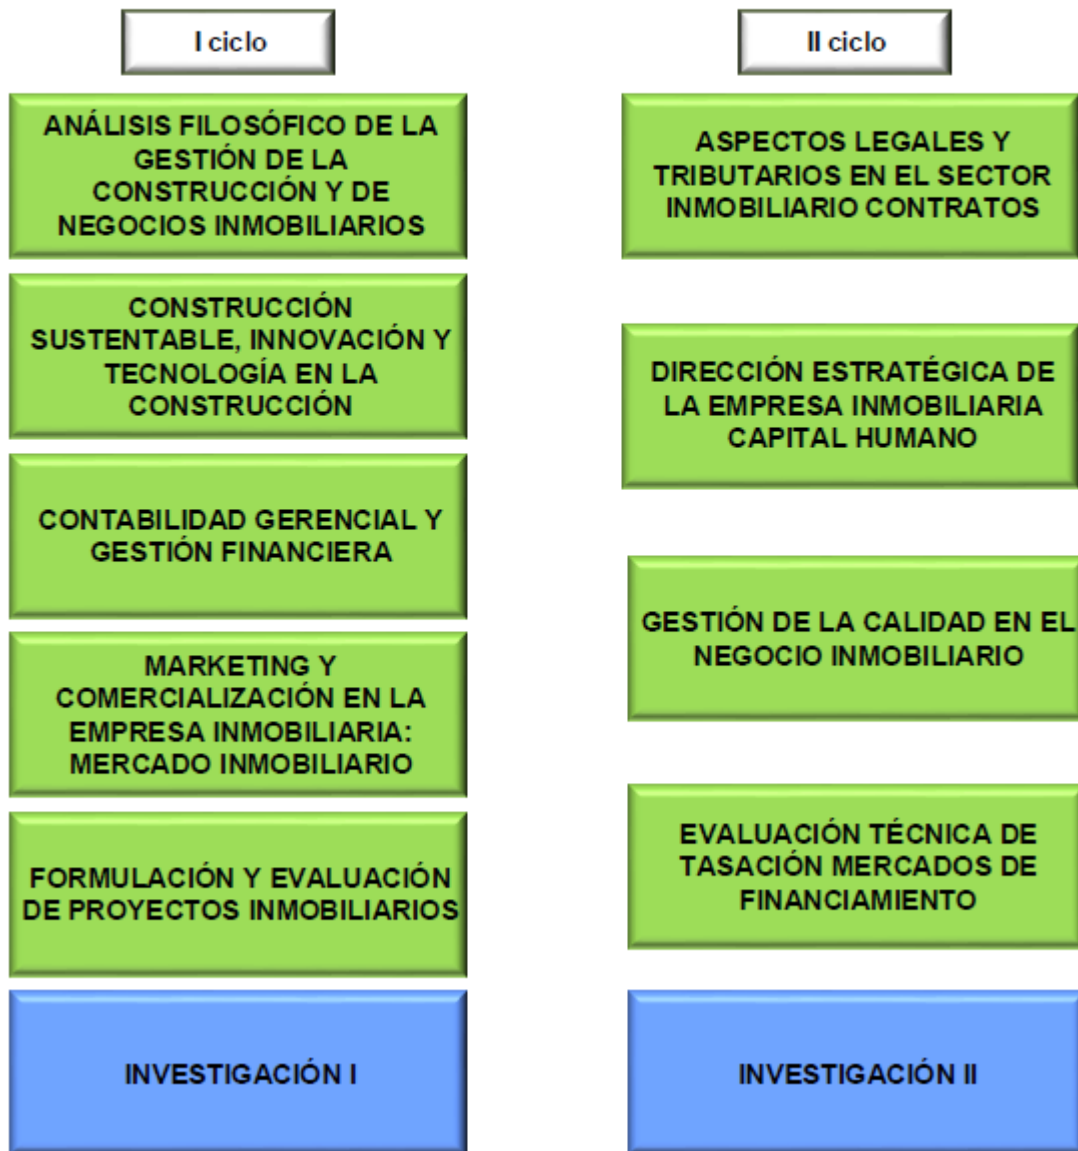 I ciclo
ANÁLISIS FILOSÓFICO DE LA
GESTIÓN DE LA
CONSTRUCCIÓN Y DE
NEGOCIOS INMOBILIARIOS
CONSTRUCCIÓN
SUSTENTABLE, INNOVACIÓN Y
TECNOLOGÍA EN LA
CONSTRUCCIÓN
CONTABILIDAD GERENCIAL Y
GESTIÓN FINANCIERA
MARKETING Y
COMERCIALIZACIÓN EN LA
EMPRESA INMOBILIARIA:
MERCADO INMOBILIARIO
FORMULACIÓN Y EVALUACIÓN
DE PROYECTOS INMOBILIARIOS
INVESTIGACIÓN I
II ciclo
ASPECTOS LEGALES Y
TRIBUTARIOS EN EL SECTOR
INMOBILIARIO CONTRATOS
DIRECCIÓN ESTRATÉGICA DE
LA EMPRESA INMOBILIARIA
CAPITAL HUMANO
GESTIÓN DE LA CALIDAD EN EL
NEGOCIO INMOBILIARIO
EVALUACIÓN TÉCNICA DE
TASACIÓN MERCADOS DE
FINANCIAMIENTO
INVESTIGACIÓN II